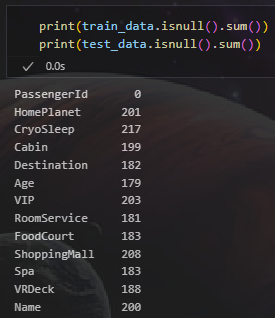 print(train_data.isnull().sum())
print(test_data.isnull().sum())
0.0s
PassengerId 0
HomePlanet 201
CryoSleep 217
Cabin 199
Destination 182
Age 179
VIP 203
RoomService 181
FoodCourt 183
ShoppingMall 208
Spa 183
VRDeck 188
Name 200